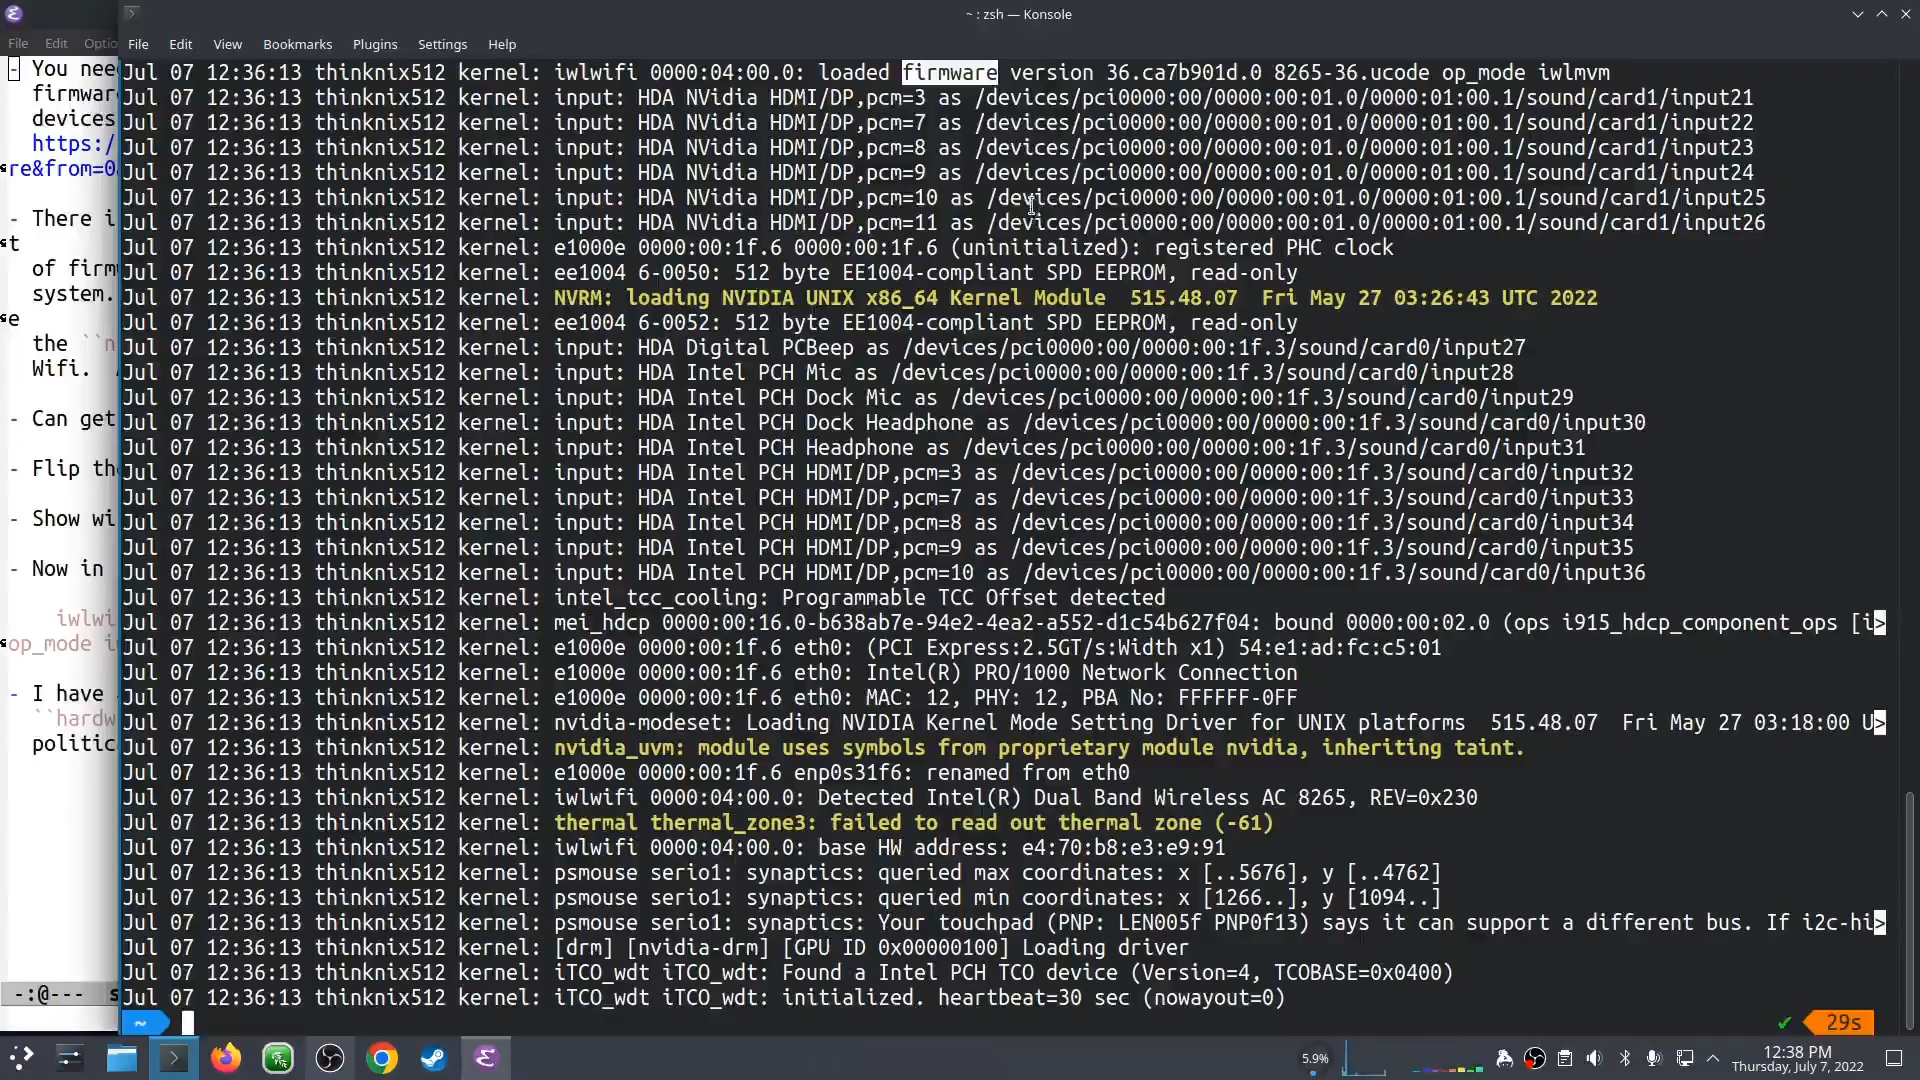 ~ : zsh — Konsole
File Edit Optio
File Edit View Bookmarks Plugins Settings Help
- You nee
firmwar
devices
https:/
re&from=0
- There i
t
of firm
system.
e
the ``n
Wifi.
- Can get
- Flip th
- Show wi
- Now in
iwlwi
op_mode i
- I have
``hardw
politic
-:@---
Jul 07 12:36:13 thinknix512 kernel: iwlwifi 0000:04:00.0: loaded firmware version 36.ca7b901d.0 8265-36.ucode op_mode iwlmvm
Jul 07 12:36:13 thinknix512 kernel: input: HDA NVidia HDMI/DP,pcm=3 as /devices/pci0000:00/0000:00:01.0/0000:01:00.1/sound/card1/input21
Jul 07 12:36:13 thinknix512 kernel: input: HDA NVidia HDMI/DP,pcm=7 as /devices/pci0000:00/0000:00:01.0/0000:01:00.1/sound/card1/input22
Jul 07 12:36:13 thinknix512 kernel: input: HDA NVidia HDMI/DP,pcm=8 as /devices/pci0000:00/0000:00:01.0/0000:01:00.1/sound/card1/input23
Jul 07 12:36:13 thinknix512 kernel: input: HDA NVidia HDMI/DP,pcm=9 as /devices/pci0000:00/0000:00:01.0/0000:01:00.1/sound/card1/input24
Jul 07 12:36:13 thinknix512 kernel: input: HDA NVidia HDMI/DP,pcm=10 as /devices/pci0000:00/0000:00:01.0/0000:01:00.1/sound/card1/input25
Jul 07 12:36:13 thinknix512 kernel: input: HDA NVidia HDMI/DP,pcm=11 as /devices/pci0000:00/0000:00:01.0/0000:01:00.1/sound/card1/input26
Jul 07 12:36:13 thinknix512 kernel: e1000e 0000:00:1f.6 0000:00:1f.6 (uninitialized): registered PHC clock
Jul 07 12:36:13 thinknix512 kernel: ee1004 6-0050: 512 byte EE1004-compliant SPD EEPROM, read-only
Jul 07 12:36:13 thinknix512 kernel: NVRM: loading NVIDIA UNIX x86_64 Kernel Module  515.48.07  Fri May 27 03:26:43 UTC 2022
Jul 07 12:36:13 thinknix512 kernel: ee1004 6-0052: 512 byte EE1004-compliant SPD EEPROM, read-only
Jul 07 12:36:13 thinknix512 kernel: input: HDA Digital PCBeep as /devices/pci0000:00/0000:00:1f.3/sound/card0/input27
Jul 07 12:36:13 thinknix512 kernel: input: HDA Intel PCH Mic as /devices/pci0000:00/0000:00:1f.3/sound/card0/input28
Jul 07 12:36:13 thinknix512 kernel: input: HDA Intel PCH Dock Mic as /devices/pci0000:00/0000:00:1f.3/sound/card0/input29
Jul 07 12:36:13 thinknix512 kernel: input: HDA Intel PCH Dock Headphone as /devices/pci0000:00/0000:00:1f.3/sound/card0/input30
Jul 07 12:36:13 thinknix512 kernel: input: HDA Intel PCH Headphone as /devices/pci0000:00/0000:00:1f.3/sound/card0/input31
Jul 07 12:36:13 thinknix512 kernel: input: HDA Intel PCH HDMI/DP,pcm=3 as /devices/pci0000:00/0000:00:1f.3/sound/card0/input32
Jul 07 12:36:13 thinknix512 kernel: input: HDA Intel PCH HDMI/DP,pcm=7 as /devices/pci0000:00/0000:00:1f.3/sound/card0/input33
Jul 07 12:36:13 thinknix512 kernel: input: HDA Intel PCH HDMI/DP,pcm=8 as /devices/pci0000:00/0000:00:1f.3/sound/card0/input34
Jul 07 12:36:13 thinknix512 kernel: input: HDA Intel PCH HDMI/DP,pcm=9 as /devices/pci0000:00/0000:00:1f.3/sound/card0/input35
Jul 07 12:36:13 thinknix512 kernel: input: HDA Intel PCH HDMI/DP,pcm=10 as /devices/pci0000:00/0000:00:1f.3/sound/card0/input36
Jul 07 12:36:13 thinknix512 kernel: intel_tcc_cooling: Programmable TCC Offset detected
Jul 07 12:36:13 thinknix512 kernel: mei_hdcp 0000:00:16.0-b638ab7e-94e2-4ea2-a552-d1c54b627f04: bound 0000:00:02.0 (ops i915_hdcp_component_ops [i>
Jul 07 12:36:13 thinknix512 kernel: e1000e 0000:00:1f.6 eth0: (PCI Express:2.5GT/s:Width x1) 54:e1:ad:fc:c5:01
Jul 07 12:36:13 thinknix512 kernel: e1000e 0000:00:1f.6 eth0: Intel(R) PRO/1000 Network Connection
Jul 07 12:36:13 thinknix512 kernel: e1000e 0000:00:1f.6 eth0: MAC: 12, PHY: 12, PBA No: FFFFFF-0FF
Jul 07 12:36:13 thinknix512 kernel: nvidia-modeset: Loading NVIDIA Kernel Mode Setting Driver for UNIX platforms  515.48.07  Fri May 27 03:18:00 U>
Jul 07 12:36:13 thinknix512 kernel: nvidia_uvm: module uses symbols from proprietary module nvidia, inheriting taint.
Jul 07 12:36:13 thinknix512 kernel: e1000e 0000:00:1f.6 enp0s31f6: renamed from eth0
Jul 07 12:36:13 thinknix512 kernel: iwlwifi 0000:04:00.0: Detected Intel(R) Dual Band Wireless AC 8265, REV=0x230
Jul 07 12:36:13 thinknix512 kernel: thermal thermal_zone3: failed to read out thermal zone (-61)
Jul 07 12:36:13 thinknix512 kernel: iwlwifi 0000:04:00.0: base HW address: e4:70:b8:e3:e9:91
Jul 07 12:36:13 thinknix512 kernel: psmouse serio1: synaptics: queried max coordinates: x [..5676], y [..4762]
Jul 07 12:36:13 thinknix512 kernel: psmouse serio1: synaptics: queried min coordinates: x [1266..], y [1094..]
Jul 07 12:36:13 thinknix512 kernel: psmouse serio1: synaptics: Your touchpad (PNP: LEN005f PNP0f13) says it can support a different bus. If i2c-hi>
Jul 07 12:36:13 thinknix512 kernel: [drm] [nvidia-drm] [GPU ID 0x00000100] Loading driver
Jul 07 12:36:13 thinknix512 kernel: iTCO_wdt iTCO_wdt: Found a Intel PCH TCO device (Version=4, TCOBASE=0x0400)
Jul 07 12:36:13 thinknix512 kernel: iTCO_wdt iTCO_wdt: initialized. heartbeat=30 sec (nowayout=0)
~ ✔ 29s
5.9%
12:38 PM
Thursday, July 7, 2022